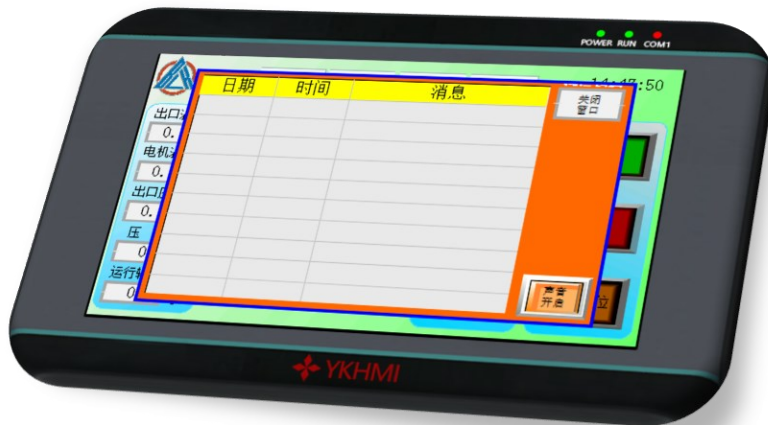 POWER RUN COM1
14:47:50
日期 时间 消息
关闭
窗口
出口
0.
电机
0.
出口
0.
压
0
运行
0
声音
开启
位
YKHMI